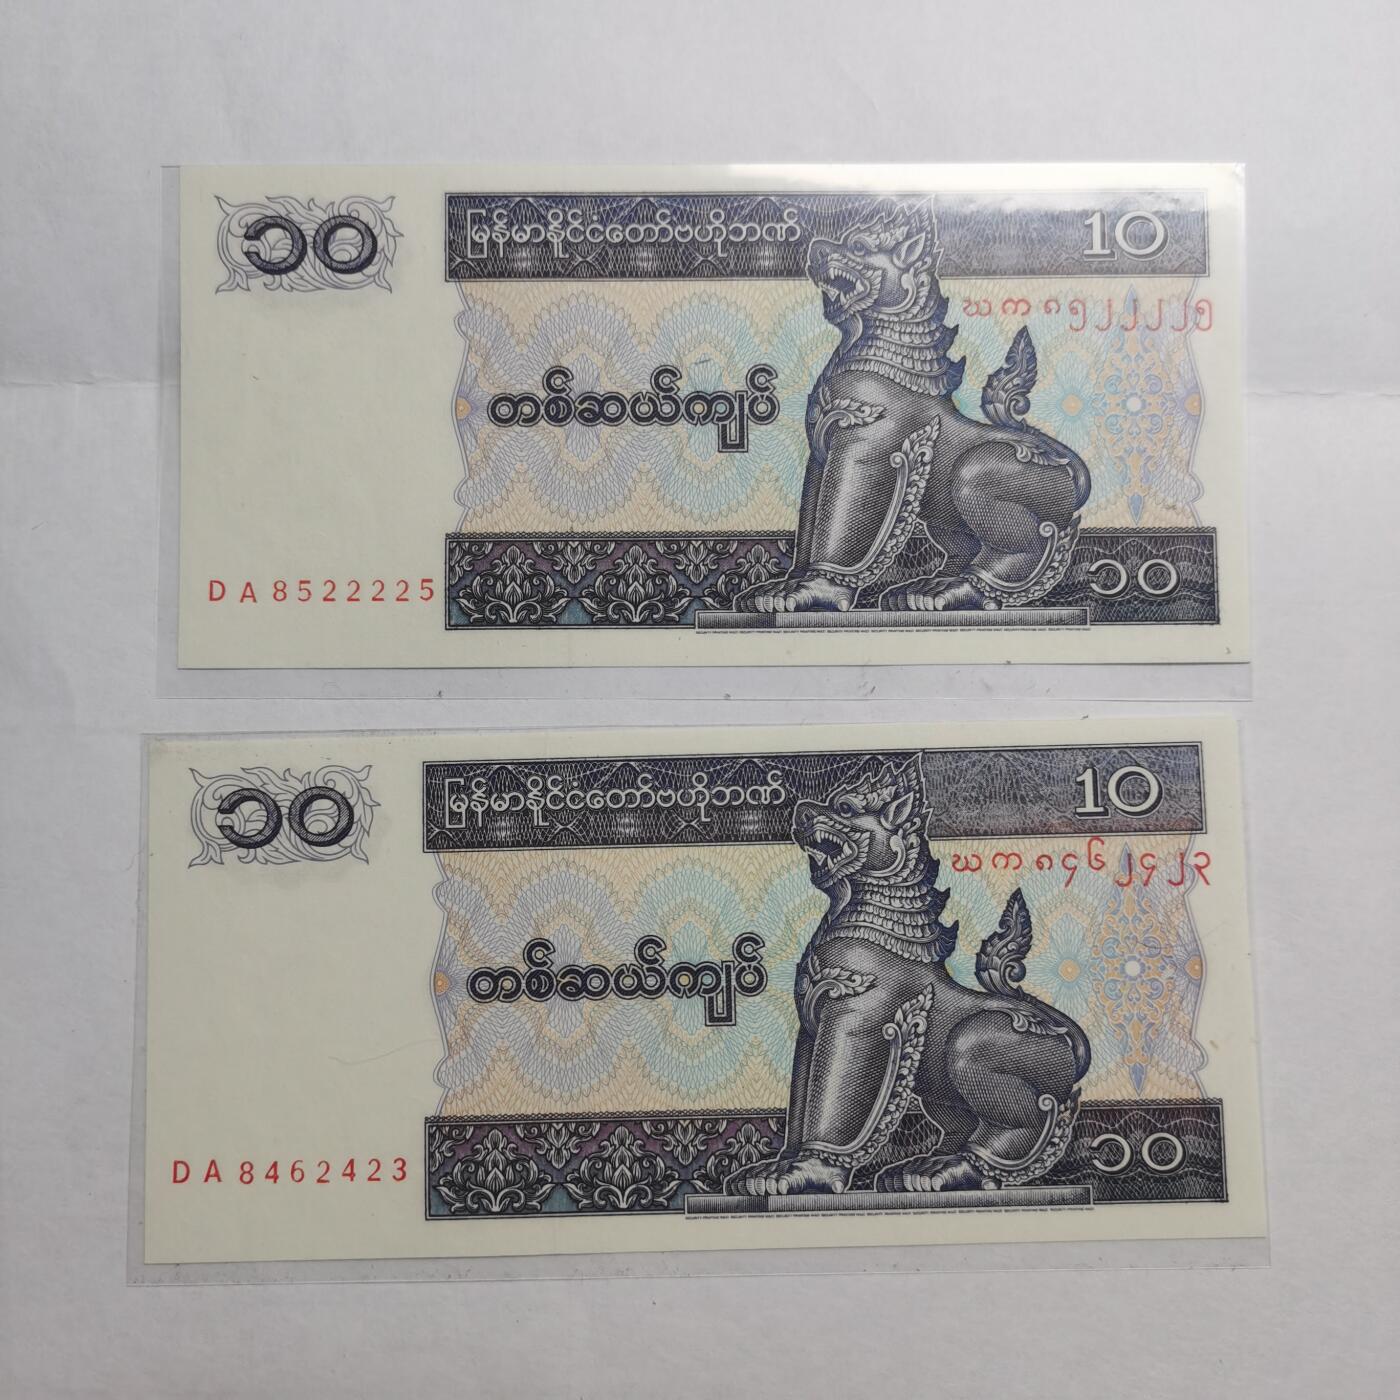 ၁၀ မြန်မာနိုင်ငံတော်ဗဟိုဘဏ် 10
ဃက ၈၅၂၂၂၂၅
တစ်ဆယ်ကျပ်
DA 8522225 ၁၀
၁၀ မြန်မာနိုင်ငံတော်ဗဟိုဘဏ် 10
ဃက ၈၄၆၂၄၂၃
တစ်ဆယ်ကျပ်
DA 8462423 ၁၀